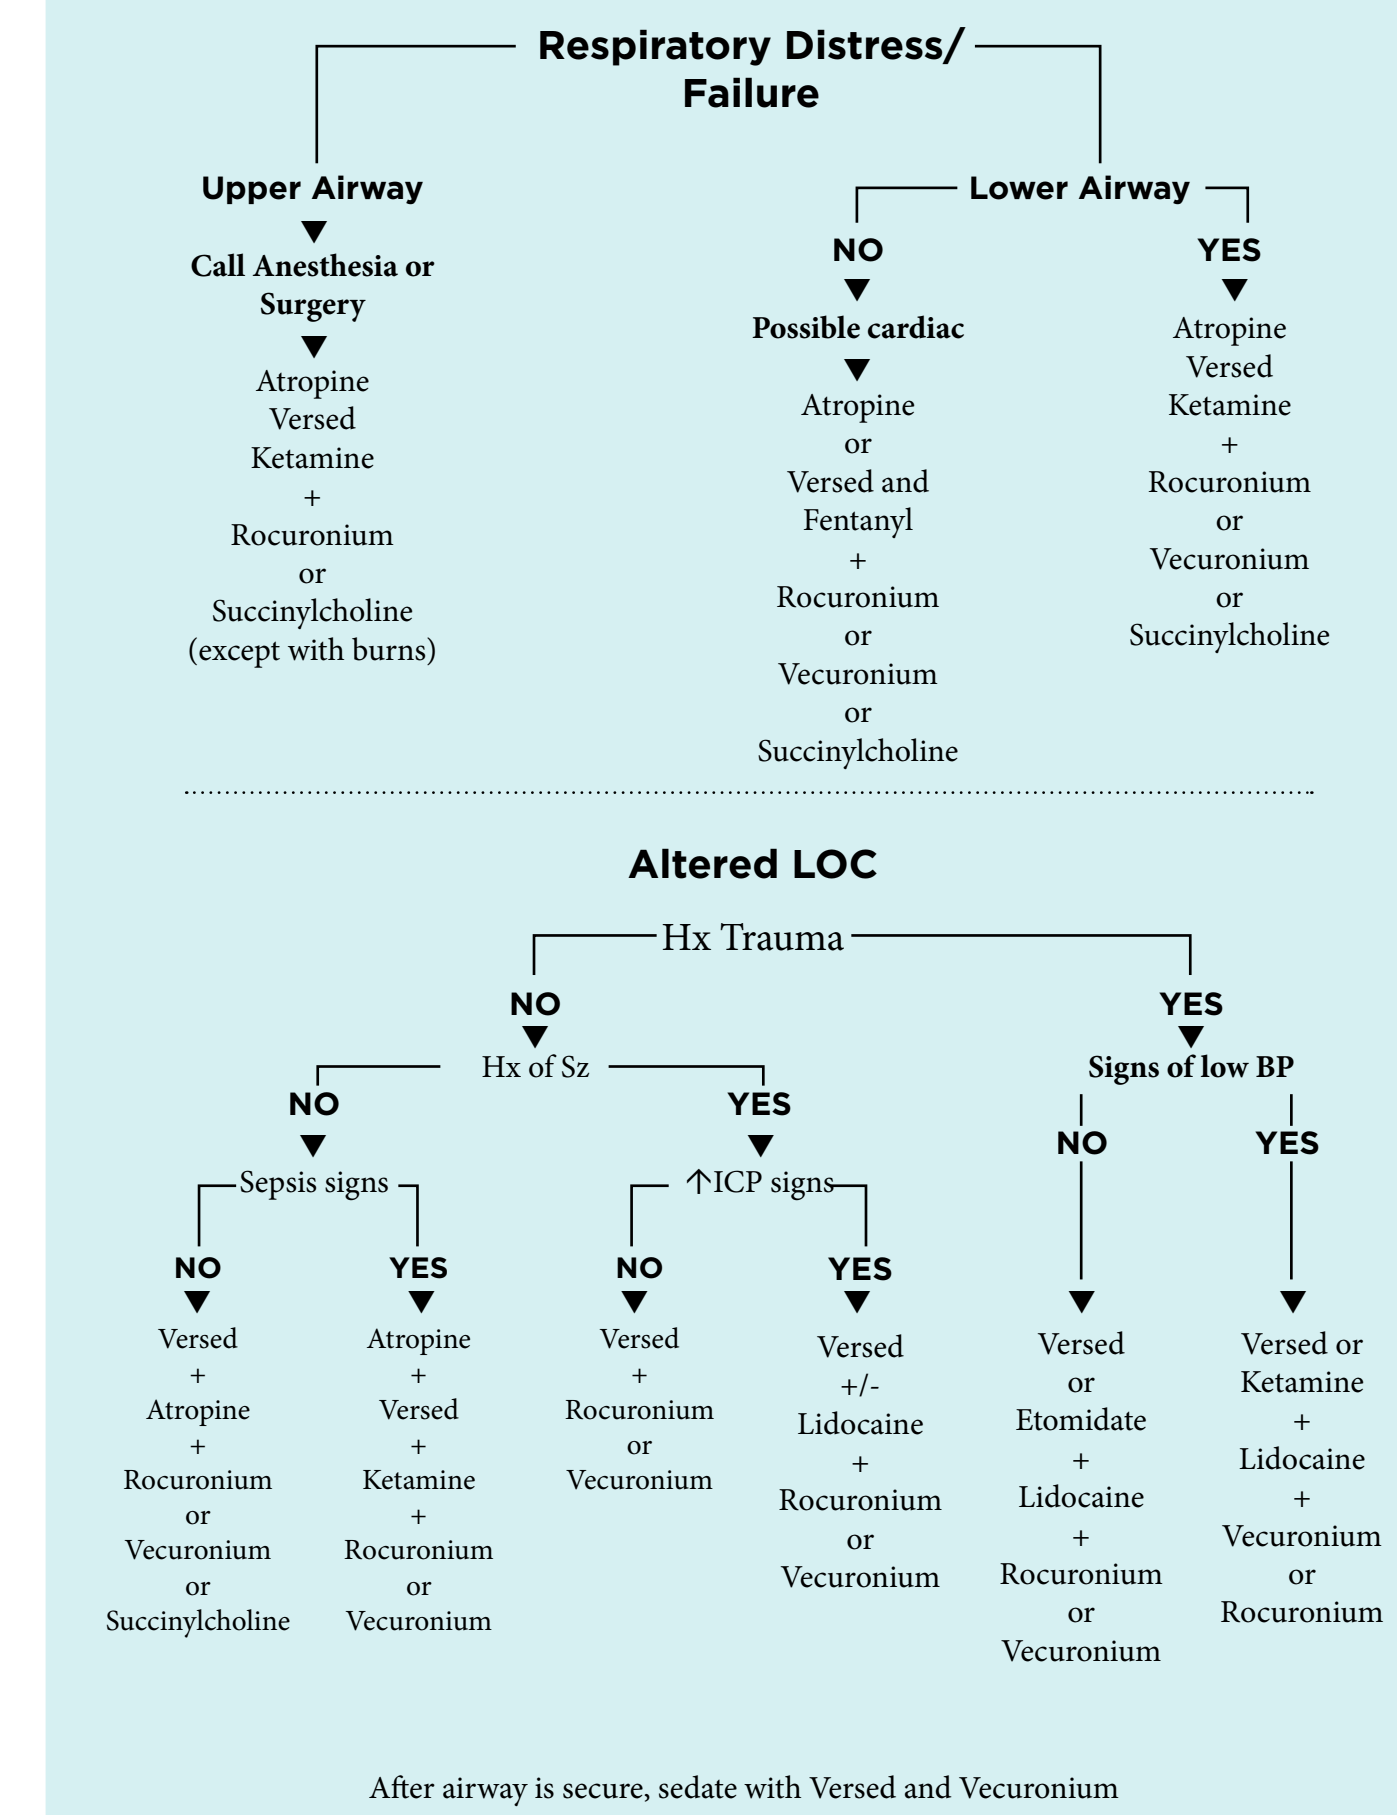 Respiratory Distress/
Failure
Upper Airway
Call Anesthesia or
Surgery
Atropine
Versed
Ketamine
+
Rocuronium
or
Succinylcholine
(except with burns)
Lower Airway
NO
Possible cardiac
Atropine
or
Versed and
Fentanyl
+
Rocuronium
or
Vecuronium
or
Succinylcholine
YES
Atropine
Versed
Ketamine
+
Rocuronium
or
Vecuronium
or
Succinylcholine
Altered LOC
Hx Trauma
NO
Hx of Sz
NO
Sepsis signs
NO
Versed
+
Atropine
+
Rocuronium
or
Vecuronium
or
Succinylcholine
YES
Atropine
+
Versed
+
Ketamine
+
Rocuronium
or
Vecuronium
YES
↑ICP signs
NO
Versed
+
Rocuronium
or
Vecuronium
YES
Versed
+/-
Lidocaine
+
Rocuronium
or
Vecuronium
YES
Signs of low BP
NO
Versed
or
Etomidate
+
Lidocaine
+
Rocuronium
or
Vecuronium
YES
Versed or
Ketamine
+
Lidocaine
+
Vecuronium
or
Rocuronium
After airway is secure, sedate with Versed and Vecuronium